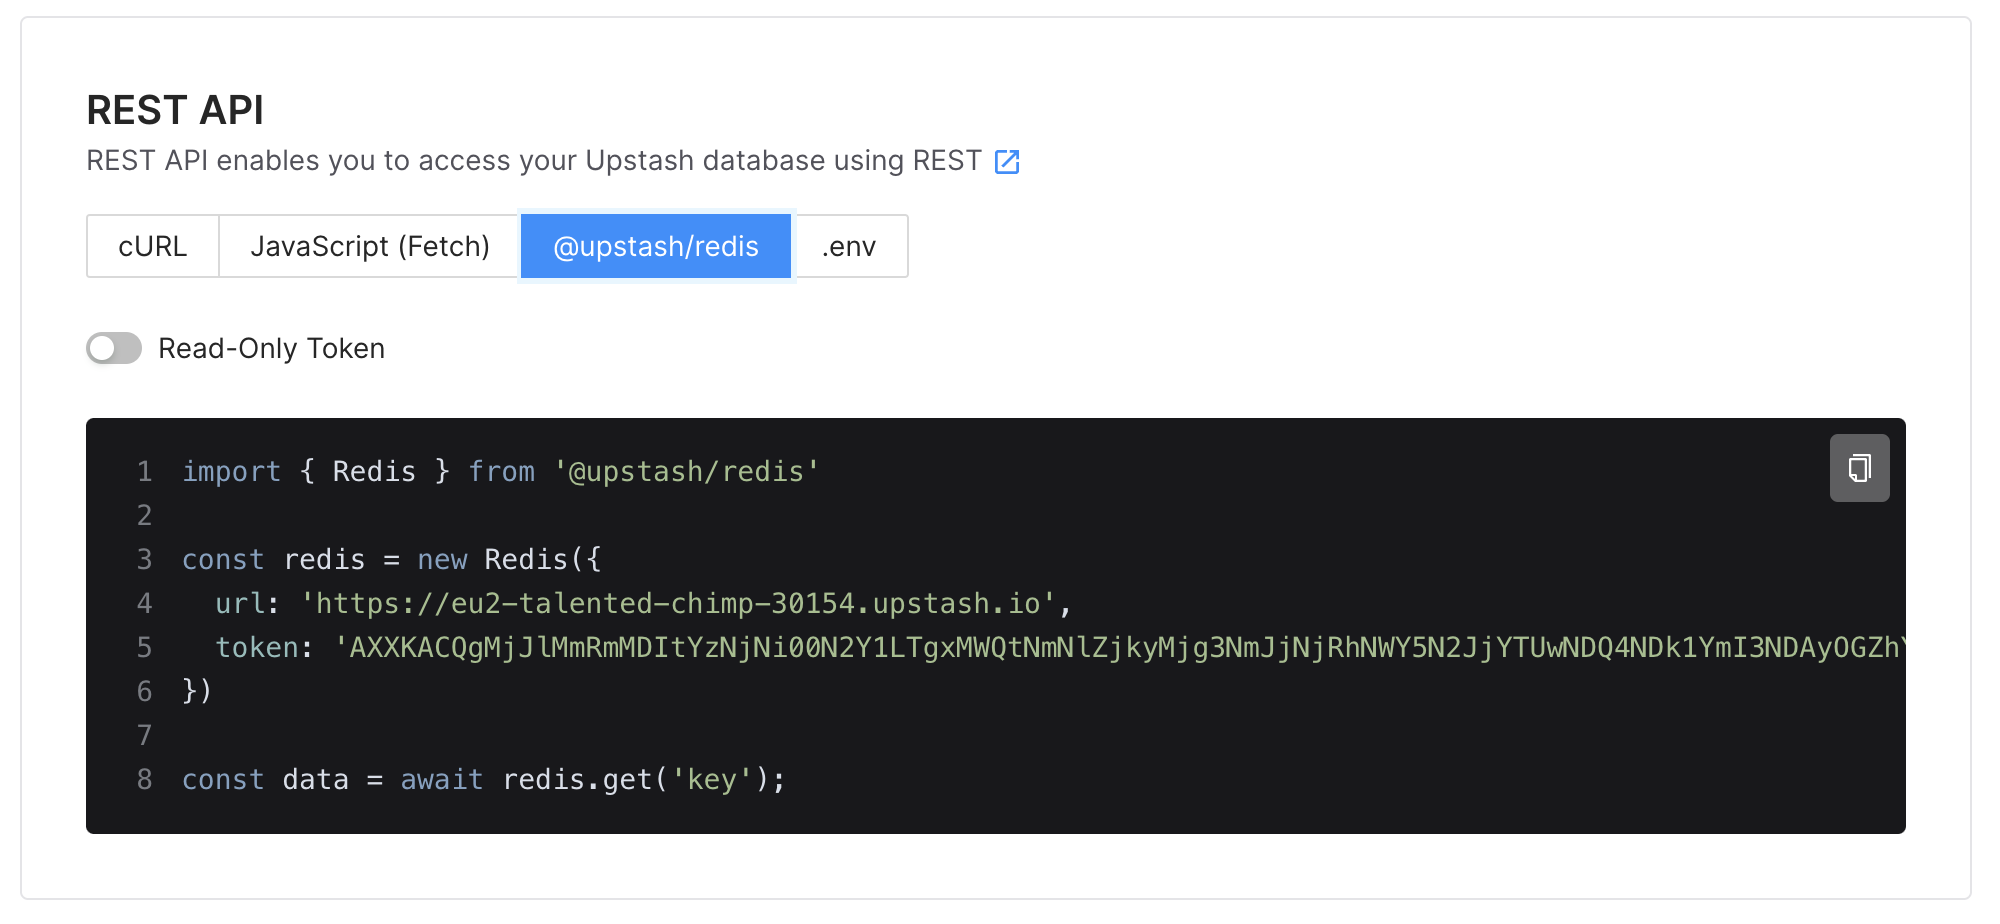 REST API
REST API enables you to access your Upstash database using REST
cURL JavaScript (Fetch) @upstash/redis .env
Read-Only Token
1 import { Redis } from '@upstash/redis'
2
3 const redis = new Redis({
4 url: 'https://eu2-talented-chimp-30154.upstash.io',
5 token: 'AXXKACQgMjJlMmRmMDItYzNjNi00N2Y1LTgxMWQtNmNlZjkyMjg3NmJjNjRhNWY5N2JjYTUwNDQ4NDk1YmI3NDAyOGZh
6 })
7
8 const data = await redis.get('key');